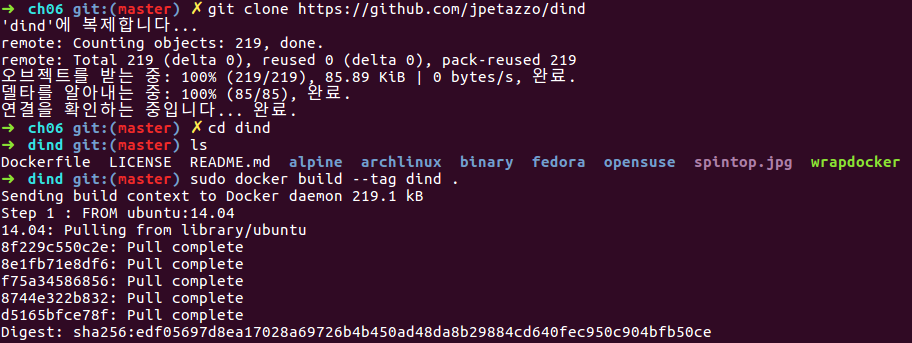 ➜ ch06 git:(master) ✗ git clone https://github.com/jpetazzo/dind
'dind'에 복제합니다...
remote: Counting objects: 219, done.
remote: Total 219 (delta 0), reused 0 (delta 0), pack-reused 219
오브젝트를 받는 중: 100% (219/219), 85.89 KiB | 0 bytes/s, 완료.
델타를 알아내는 중: 100% (85/85), 완료.
연결을 확인하는 중입니다... 완료.
➜ ch06 git:(master) ✗ cd dind
➜ dind git:(master) ls
Dockerfile LICENSE README.md alpine archlinux binary fedora opensuse spintop.jpg wrapdocker
➜ dind git:(master) sudo docker build --tag dind .
Sending build context to Docker daemon 219.1 kB
Step 1 : FROM ubuntu:14.04
14.04: Pulling from library/ubuntu
8f229c550c2e: Pull complete
8e1fb71e8df6: Pull complete
f75a34586856: Pull complete
8744e322b832: Pull complete
d5165bfce78f: Pull complete
Digest: sha256:edf05697d8ea17028a69726b4b450ad48da8b29884cd640fec950c904bfb50ce